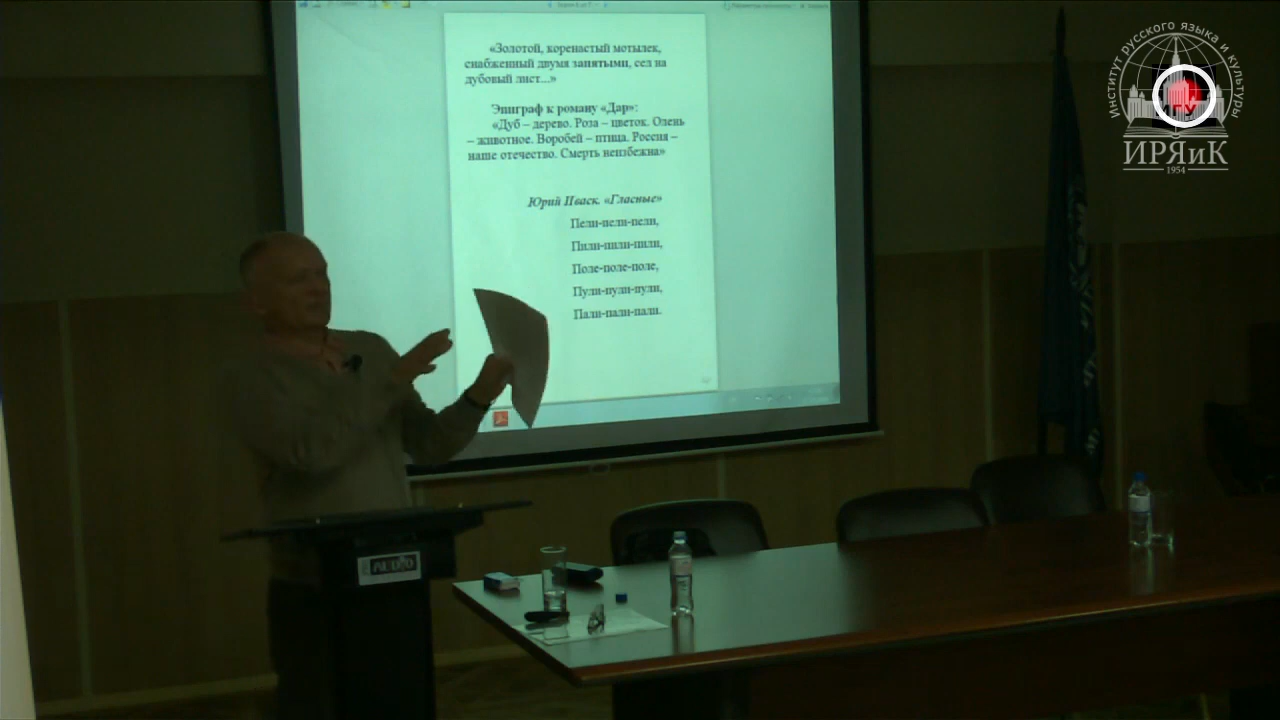 «Золотой, коренастый мотылек,
снабженный двумя запятыми, сел на
дубовый лист...»
Эпиграф к роману «Дар»:
«Дуб – дерево. Роза – цветок. Олень
– животное. Воробей – птица. Россия –
наше отечество. Смерть неизбежна»
Юрий Иваск. «Гласные»
Пели-пели-пели,
Пили-пили-пили,
Поле-поле-поле,
Пули-пули-пули,
Пали-пали-пали.
Институт русского языка и культуры
ИРЯиК
1954